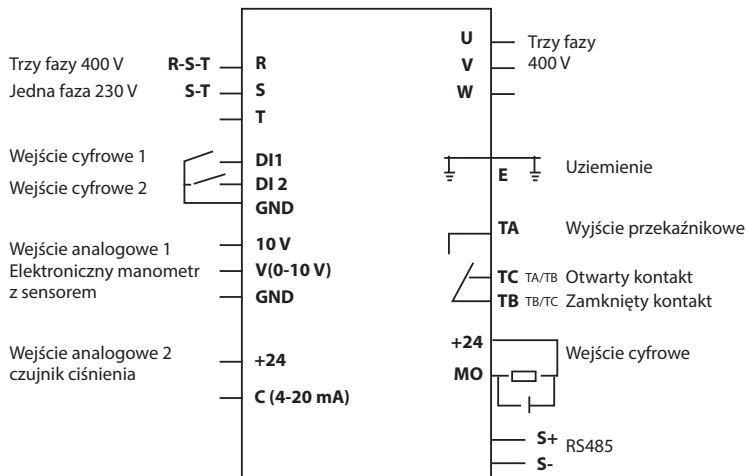 Trzy fazy 400 V R-S-T R
Jedna faza 230 V S-T S
T
U
V
W
Trzy fazy
400 V
Wejście cyfrowe 1 DI1
Wejście cyfrowe 2 DI 2
GND
E Uziemienie
Wejście analogowe 1
Elektroniczny manometr
z sensorem
10 V
V(0-10 V)
GND
TA Wyjście przekaźnikowe
TC TA/TB Otwarty kontakt
TB TB/TC Zamknięty kontakt
Wejście analogowe 2
czujnik ciśnienia
+24
C (4-20 mA)
+24
MO
Wejście cyfrowe
S+
S-
RS485